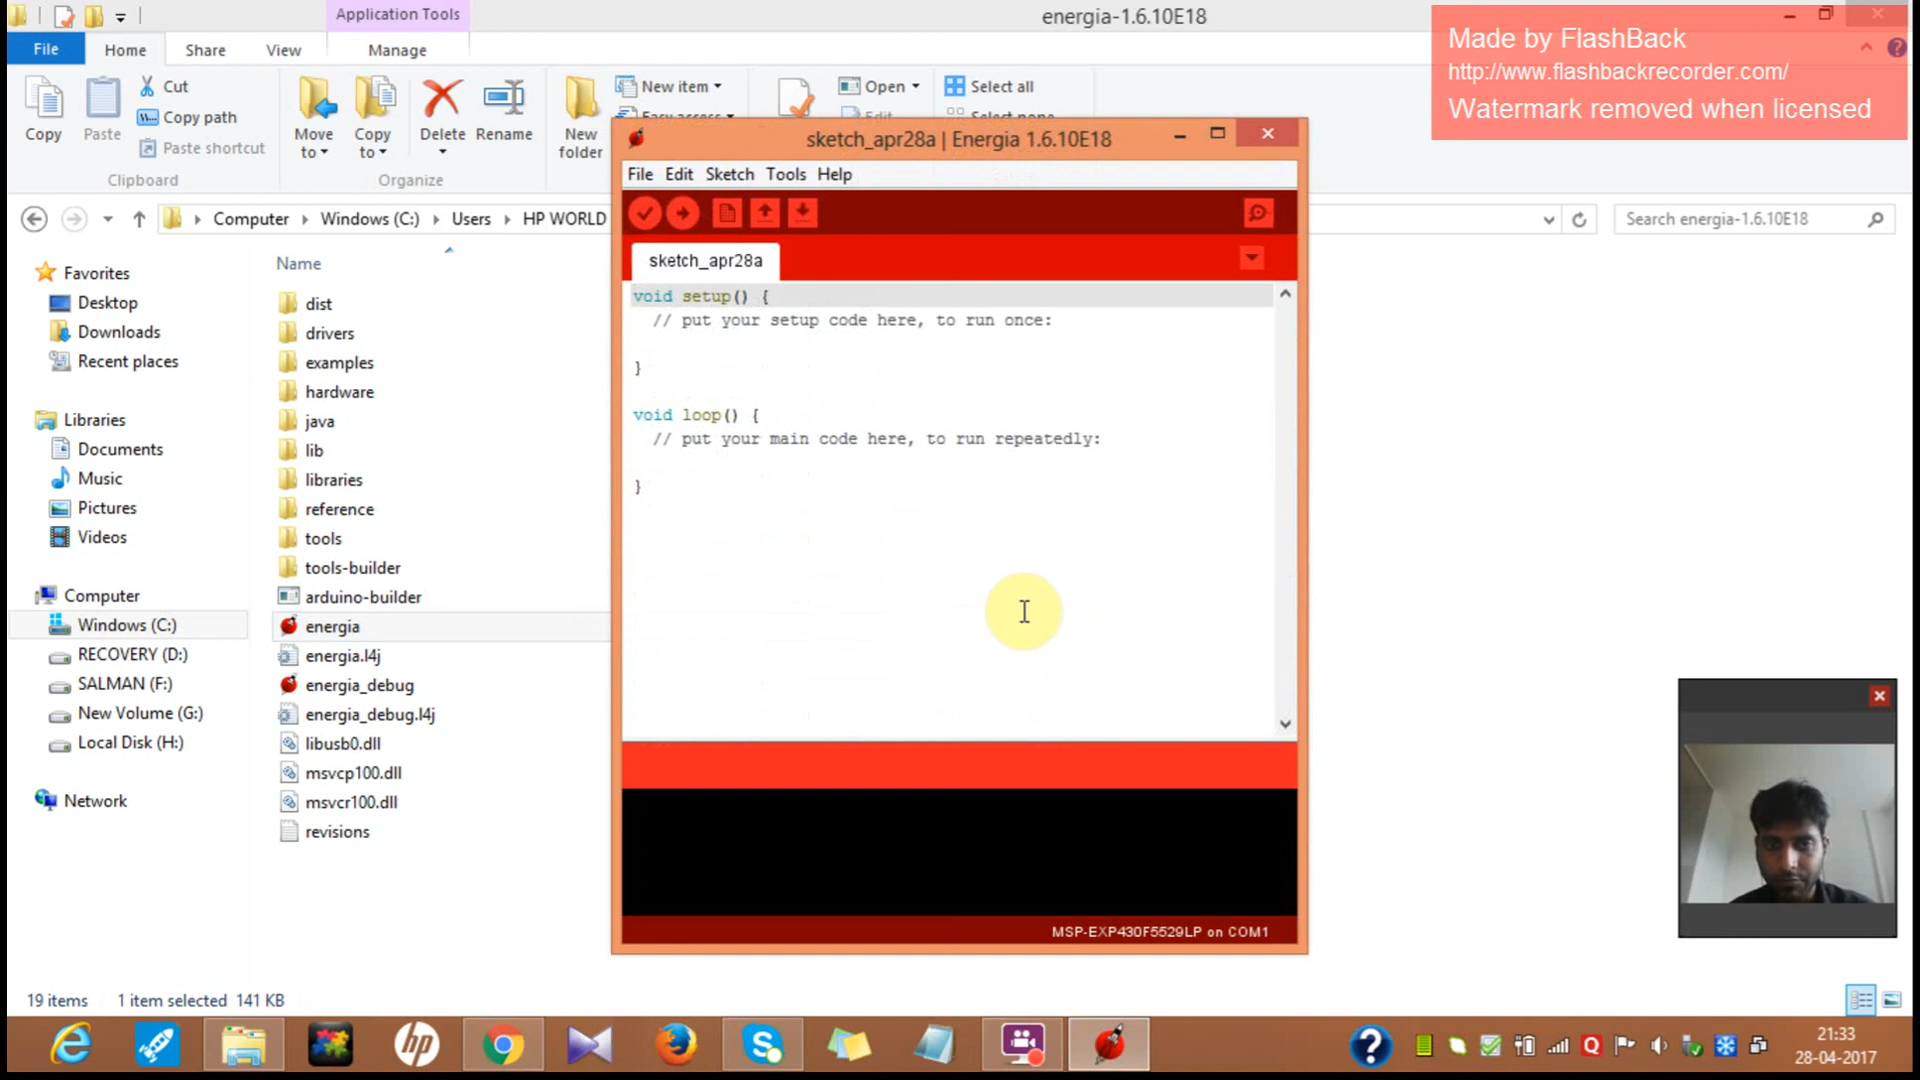 Application Tools
energia-1.6.10E18
Made by FlashBack
http://www.flashbackrecorder.com/
Watermark removed when licensed
File
Home
Share
View
Manage
Copy
Paste
Cut
Copy path
Paste shortcut
Clipboard
Move to
Copy to
Delete
Rename
Organize
New folder
New item
Easy access
Open
Edit
Select all
Select none
Computer
Windows (C:)
Users
HP WORLD
Search energia-1.6.10E18
Favorites
Desktop
Downloads
Recent places
Libraries
Documents
Music
Pictures
Videos
Computer
Windows (C:)
RECOVERY (D:)
SALMAN (F:)
New Volume (G:)
Local Disk (H:)
Network
Name
dist
drivers
examples
hardware
java
lib
libraries
reference
tools
tools-builder
arduino-builder
energia
energia.l4j
energia_debug
energia_debug.l4j
libusb0.dll
msvcp100.dll
msvcr100.dll
revisions
sketch_apr28a | Energia 1.6.10E18
File Edit Sketch Tools Help
sketch_apr28a
void setup() {
// put your setup code here, to run once:
}
void loop() {
// put your main code here, to run repeatedly:
}
MSP-EXP430F5529LP on COM1
19 items
1 item selected 141 KB
hp
21:33
28-04-2017